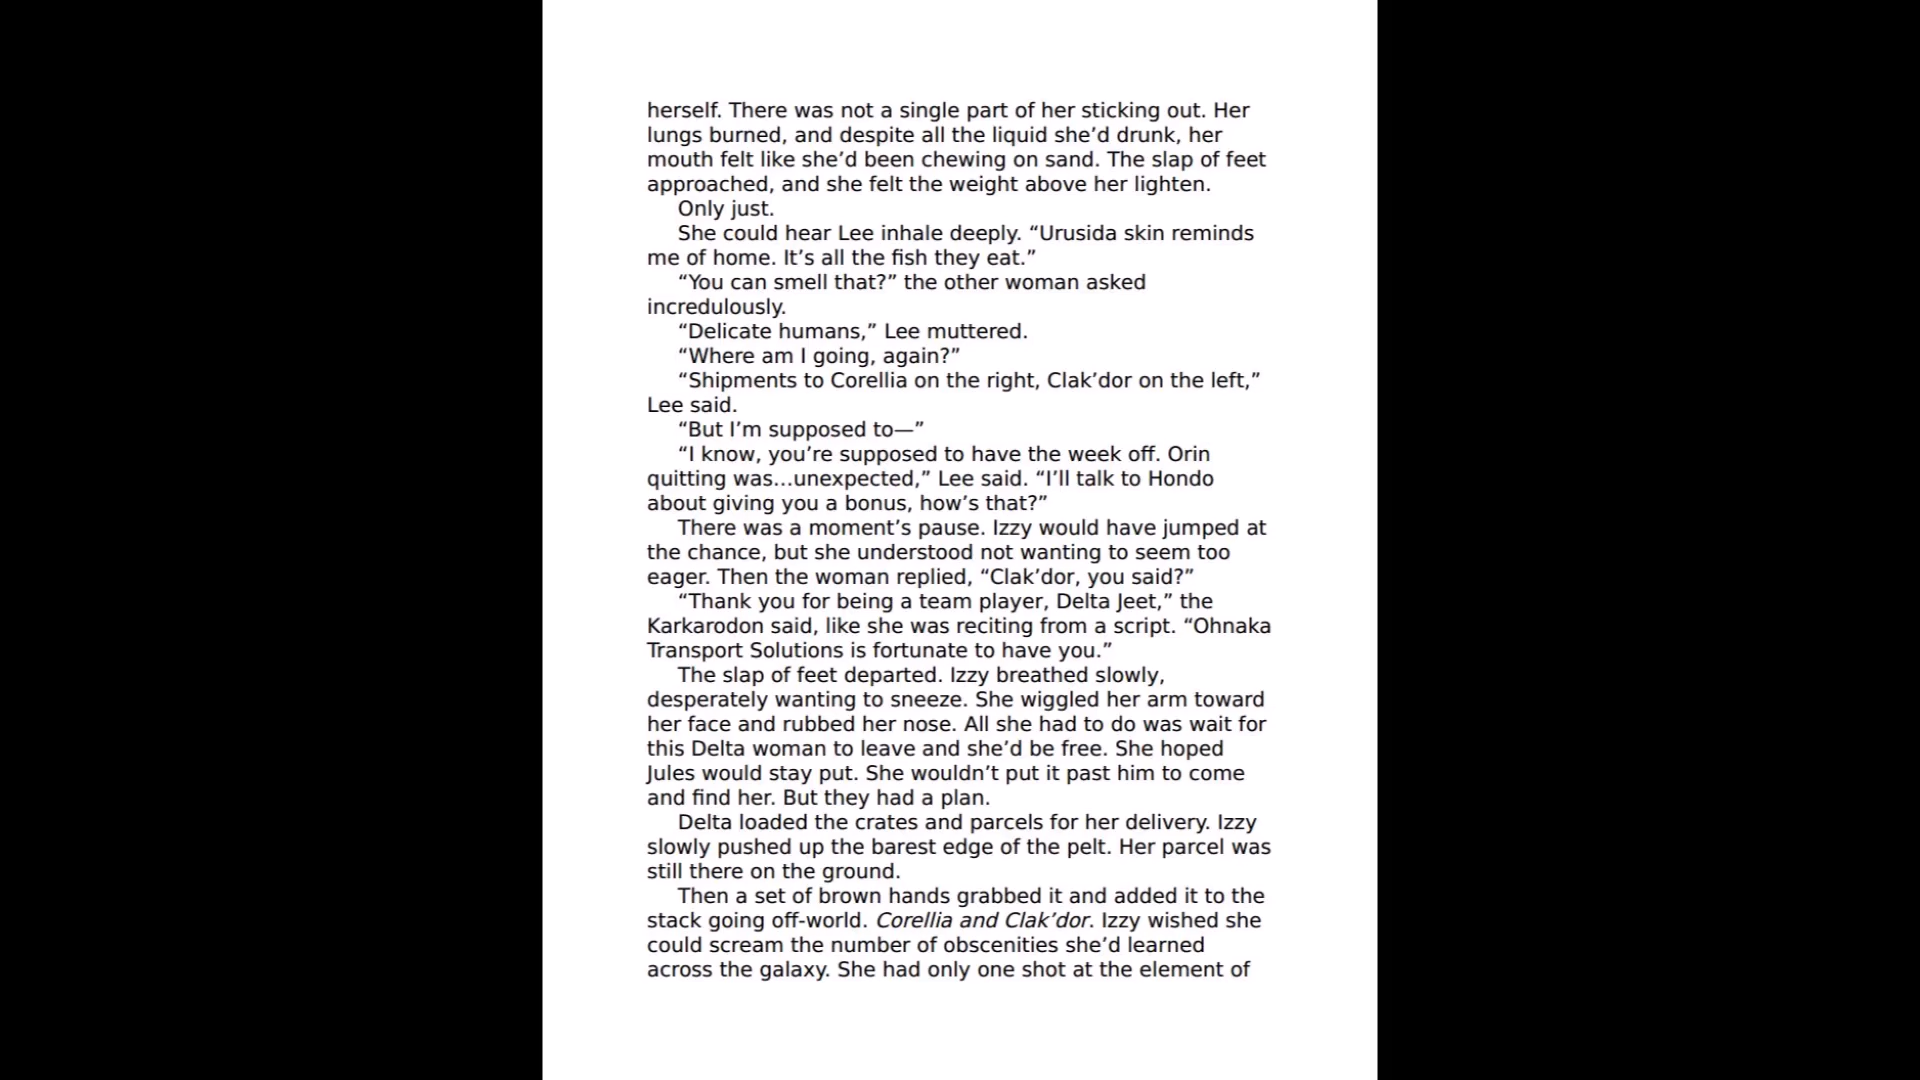 herself. There was not a single part of her sticking out. Her
lungs burned, and despite all the liquid she’d drunk, her
mouth felt like she’d been chewing on sand. The slap of feet
approached, and she felt the weight above her lighten.
Only just.
She could hear Lee inhale deeply. “Urusida skin reminds
me of home. It’s all the fish they eat.”
“You can smell that?” the other woman asked
incredulously.
“Delicate humans,” Lee muttered.
“Where am I going, again?”
“Shipments to Corellia on the right, Clak’dor on the left,”
Lee said.
“But I’m supposed to—”
“I know, you’re supposed to have the week off. Orin
quitting was…unexpected,” Lee said. “I’ll talk to Hondo
about giving you a bonus, how’s that?”
There was a moment’s pause. Izzy would have jumped at
the chance, but she understood not wanting to seem too
eager. Then the woman replied, “Clak’dor, you said?”
“Thank you for being a team player, Delta Jeet,” the
Karkarodon said, like she was reciting from a script. “Ohnaka
Transport Solutions is fortunate to have you.”
The slap of feet departed. Izzy breathed slowly,
desperately wanting to sneeze. She wiggled her arm toward
her face and rubbed her nose. All she had to do was wait for
this Delta woman to leave and she’d be free. She hoped
Jules would stay put. She wouldn’t put it past him to come
and find her. But they had a plan.
Delta loaded the crates and parcels for her delivery. Izzy
slowly pushed up the barest edge of the pelt. Her parcel was
still there on the ground.
Then a set of brown hands grabbed it and added it to the
stack going off-world. Corellia and Clak’dor. Izzy wished she
could scream the number of obscenities she’d learned
across the galaxy. She had only one shot at the element of